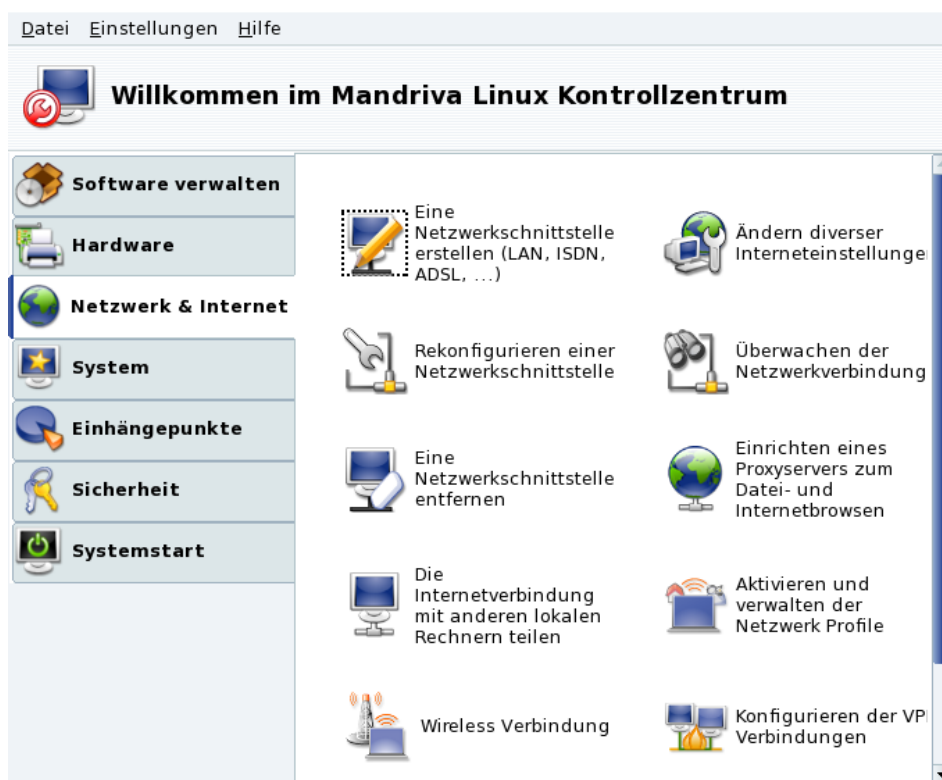 Datei Einstellungen Hilfe
Willkommen im Mandriva Linux Kontrollzentrum
Software verwalten
Hardware
Netzwerk & Internet
System
Einhängepunkte
Sicherheit
Systemstart
Eine
Netzwerkschnittstelle
erstellen (LAN, ISDN,
ADSL, ...)
Ändern diverser
Interneteinstellunge
Rekonfigurieren einer
Netzwerkschnittstelle
Überwachen der
Netzwerkverbindung
Eine
Netzwerkschnittstelle
entfernen
Einrichten eines
Proxyservers zum
Datei- und
Internetbrowsen
Die
Internetverbindung
mit anderen lokalen
Rechnern teilen
Aktivieren und
verwalten der
Netzwerk Profile
Wireless Verbindung
Konfigurieren der VP
Verbindungen